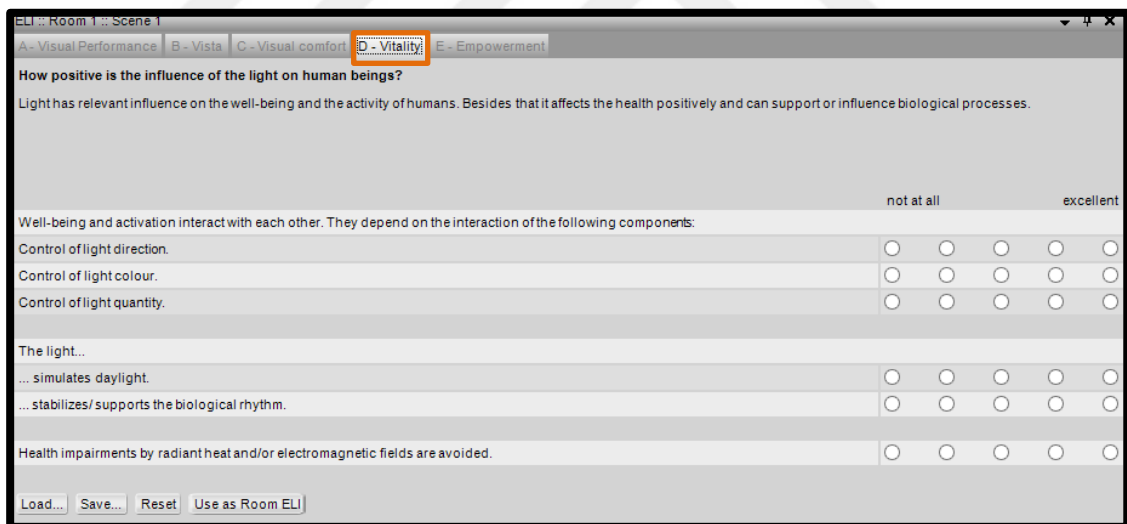 ELI :: Room 1 :: Scene 1
A - Visual Performance B - Vista C - Visual comfort D - Vitality E - Empowerment
How positive is the influence of the light on human beings?
Light has relevant influence on the well-being and the activity of humans. Besides that it affects the health positively and can support or influence biological processes.
not at all excellent
Well-being and activation interact with each other. They depend on the interaction of the following components:
Control of light direction.
Control of light colour.
Control of light quantity.
The light...
... simulates daylight.
... stabilizes/ supports the biological rhythm.
Health impairments by radiant heat and/or electromagnetic fields are avoided.
Load... Save... Reset Use as Room ELI